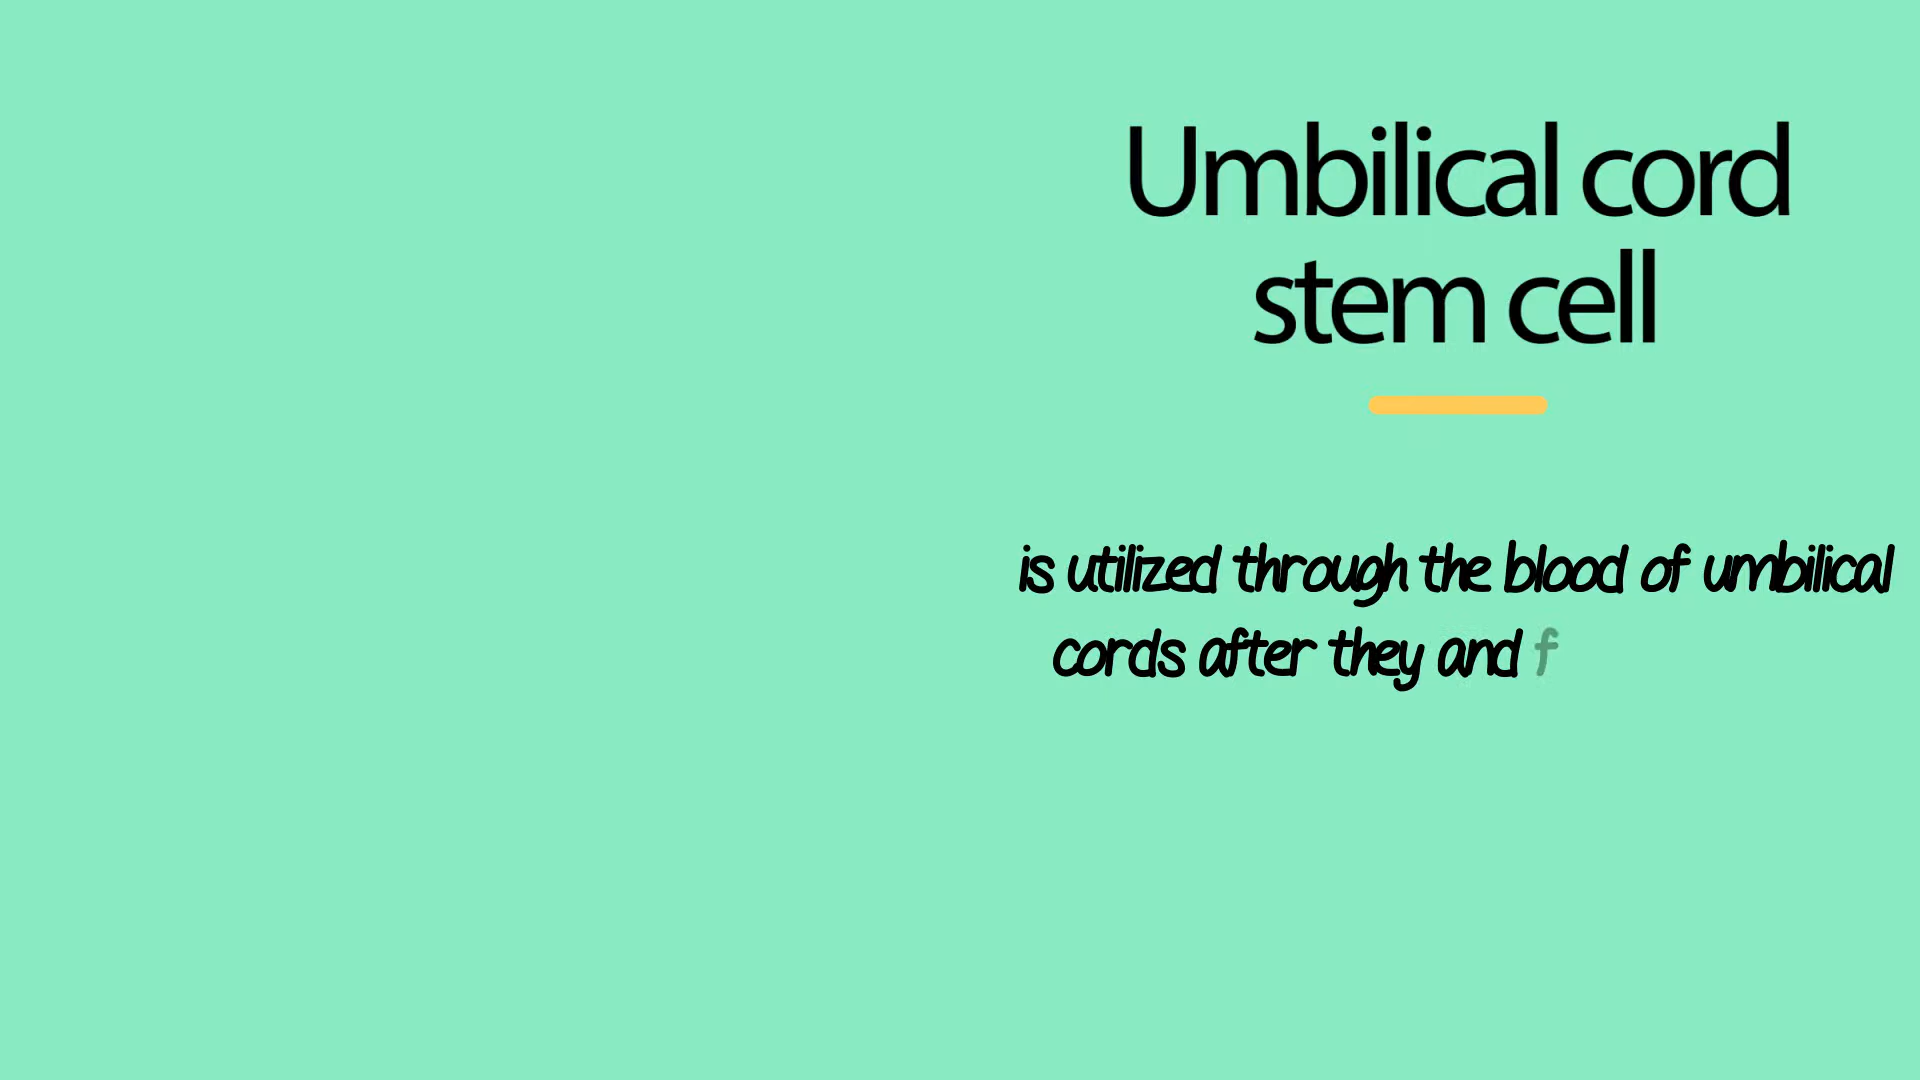 Umbilical cord
stem cell
is utilized through the blood of umbilical
cords after they and f